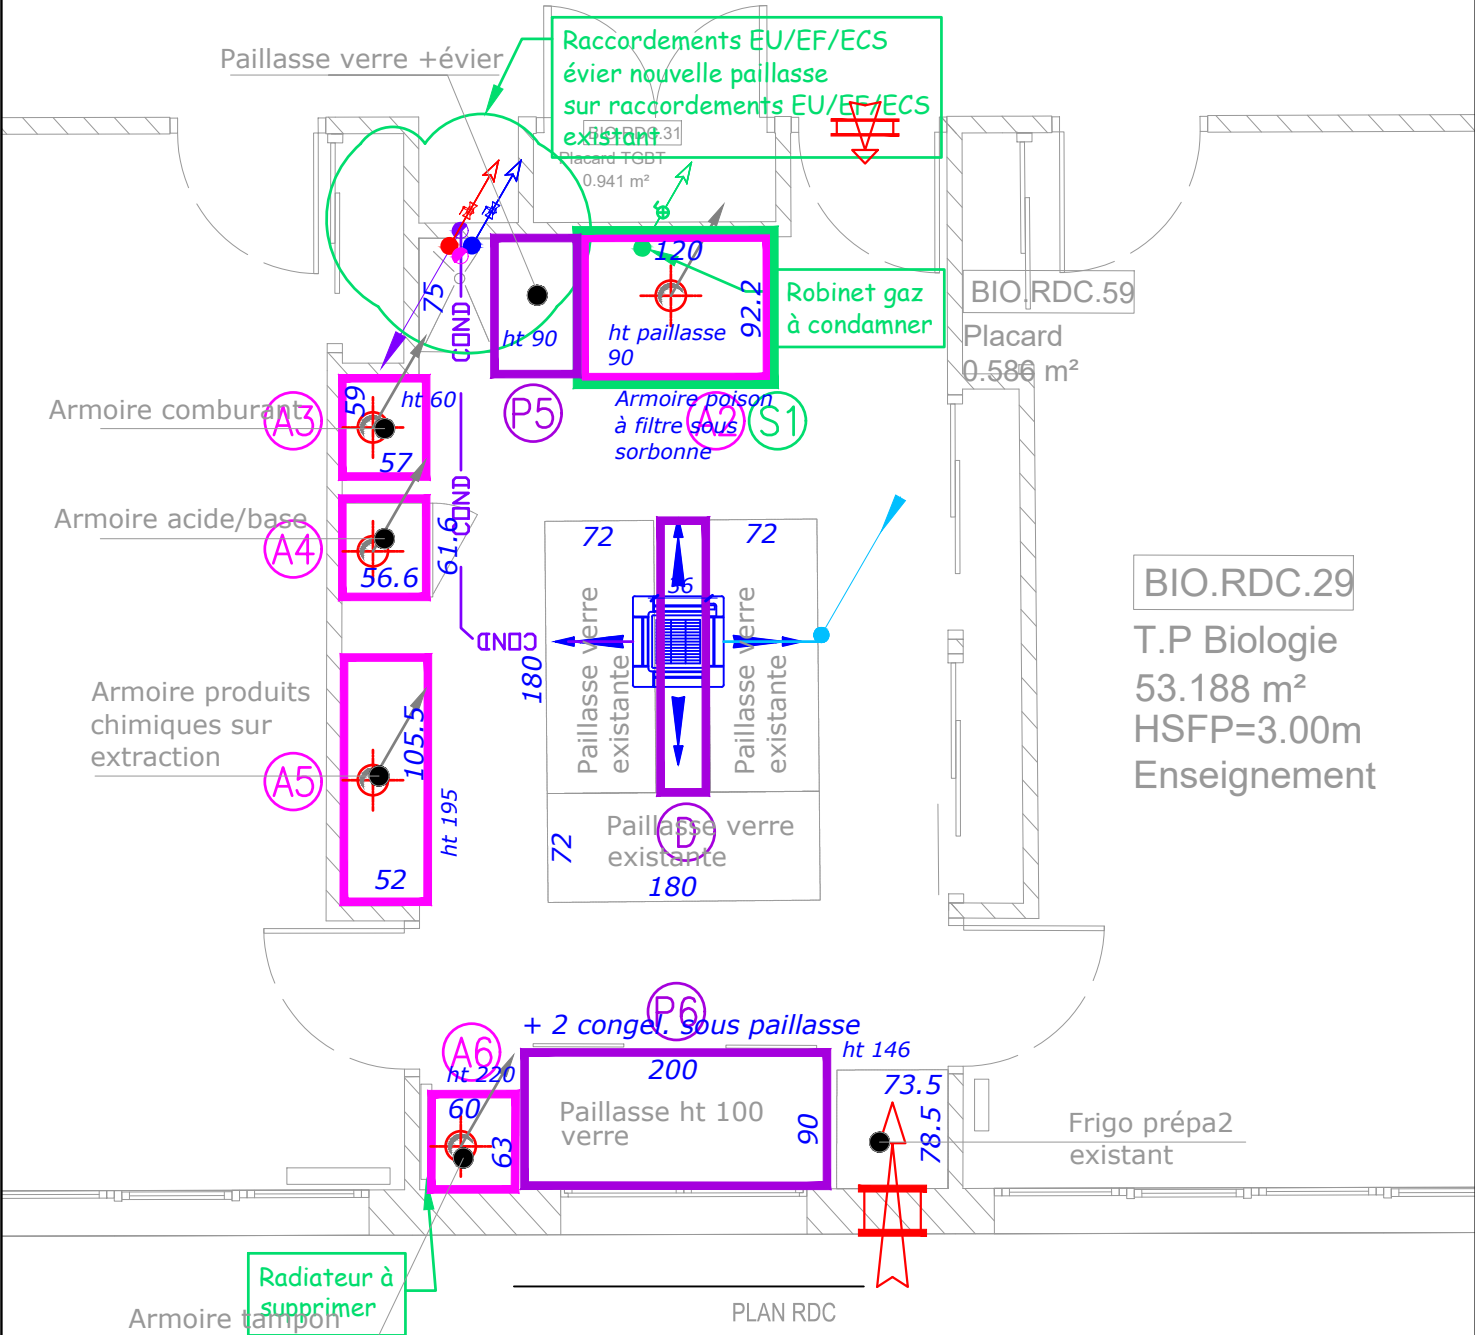 Paillasse verre +évier
Raccordements EU/EF/ECS
évier nouvelle paillasse
sur raccordements EU/EF/ECS
existant
BIO.RDC.31
Placard TGBT
0.941 m²
120
92.2
75
COND
ht 90
ht paillasse
90
Robinet gaz
à condamner
BIO.RDC.59
Placard
0.586 m²
Armoire comburant
A3
59
ht 60
57
P5
Armoire poison
à filtre sous
sorbonne
A2
S1
COND
Armoire acide/base
A4
61.6
56.6
72
72
36
Paillasse verre
existante
Paillasse verre
existante
COND
180
BIO.RDC.29
T.P Biologie
53.188 m²
HSFP=3.00m
Enseignement
Armoire produits
chimiques sur
extraction
A5
105.5
ht 195
52
D
Paillasse verre
existante
72
180
P6
+ 2 congel. sous paillasse
A6
ht 220
60
63
200
Paillasse ht 100
verre
90
ht 146
73.5
78.5
Frigo prépa2
existant
Radiateur à
supprimer
Armoire tampon
PLAN RDC